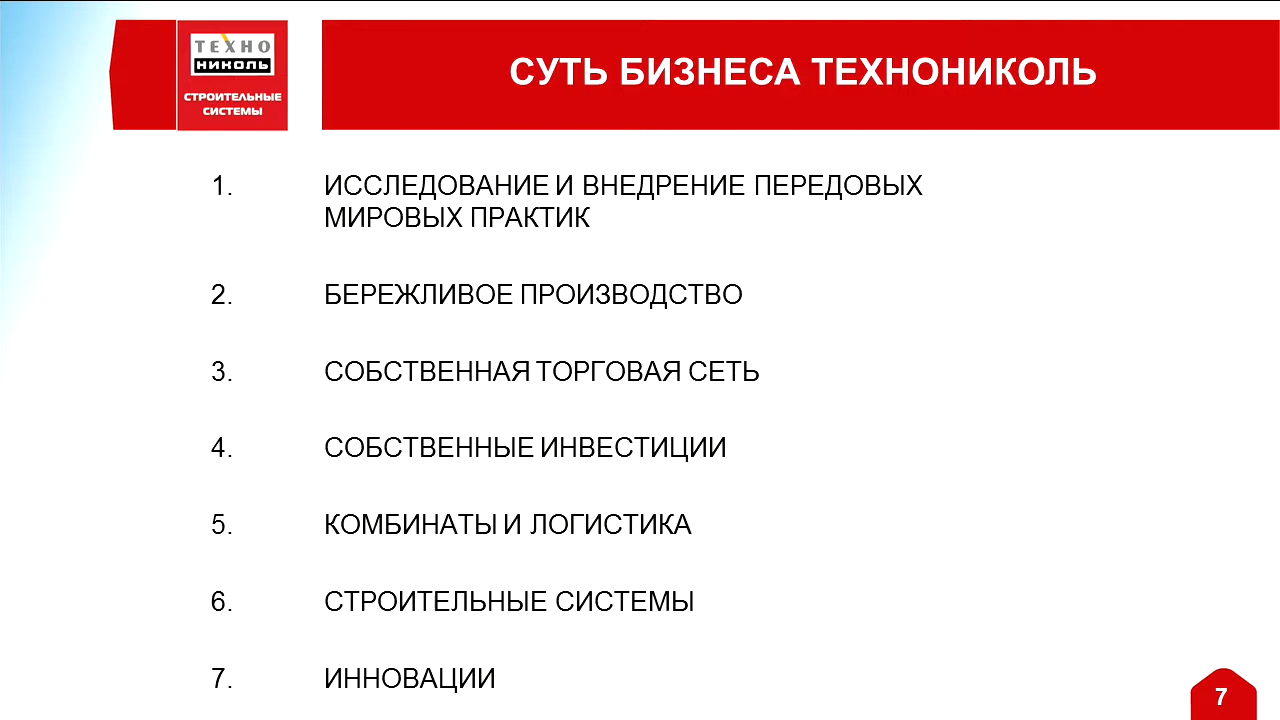 ТЕХНО
НИКОЛЬ
СТРОИТЕЛЬНЫЕ
СИСТЕМЫ
СУТЬ БИЗНЕСА ТЕХНОНИКОЛЬ
1. ИССЛЕДОВАНИЕ И ВНЕДРЕНИЕ ПЕРЕДОВЫХ
МИРОВЫХ ПРАКТИК
2. БЕРЕЖЛИВОЕ ПРОИЗВОДСТВО
3. СОБСТВЕННАЯ ТОРГОВАЯ СЕТЬ
4. СОБСТВЕННЫЕ ИНВЕСТИЦИИ
5. КОМБИНАТЫ И ЛОГИСТИКА
6. СТРОИТЕЛЬНЫЕ СИСТЕМЫ
7. ИННОВАЦИИ
7